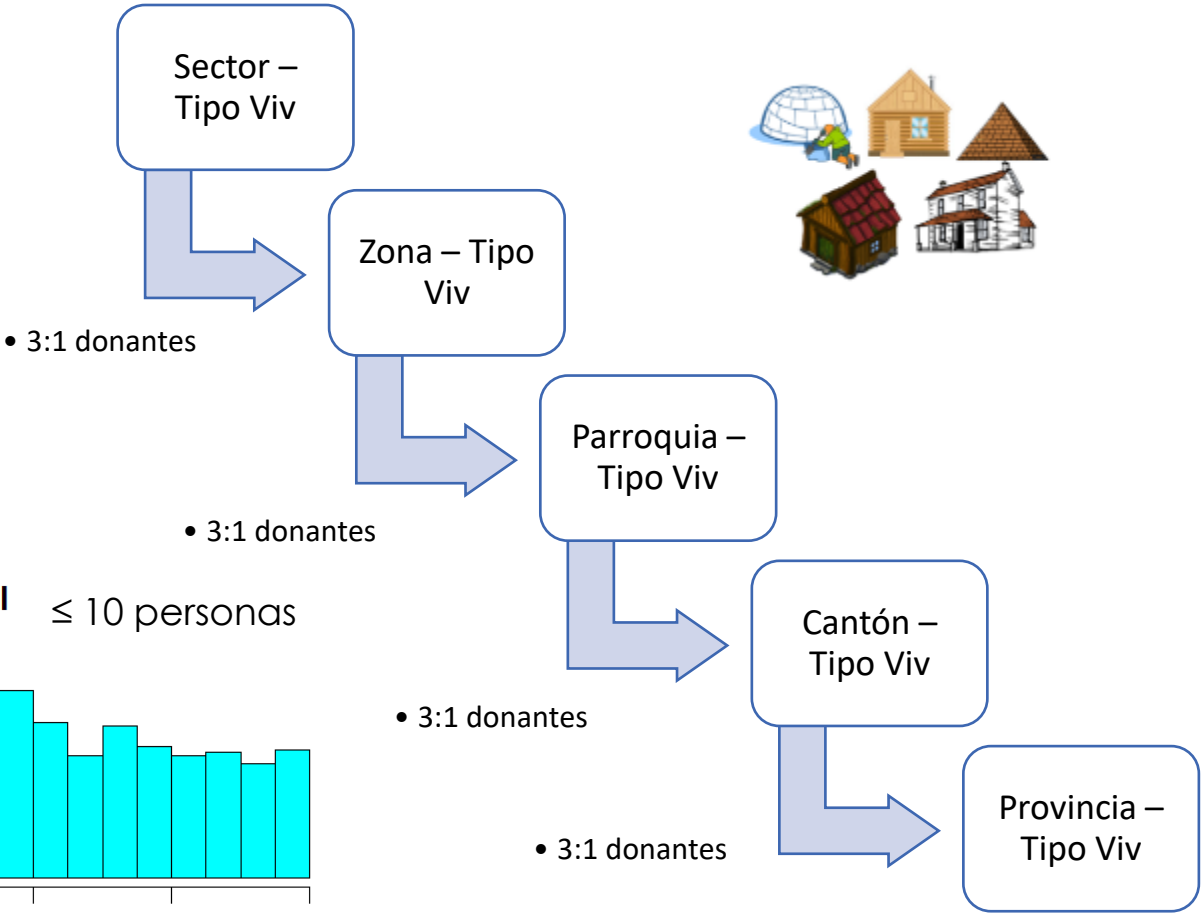 Sector –
Tipo Viv
Zona – Tipo
Viv
• 3:1 donantes
Parroquia –
Tipo Viv
• 3:1 donantes
≤ 10 personas
Cantón –
Tipo Viv
• 3:1 donantes
Provincia –
Tipo Viv
• 3:1 donantes